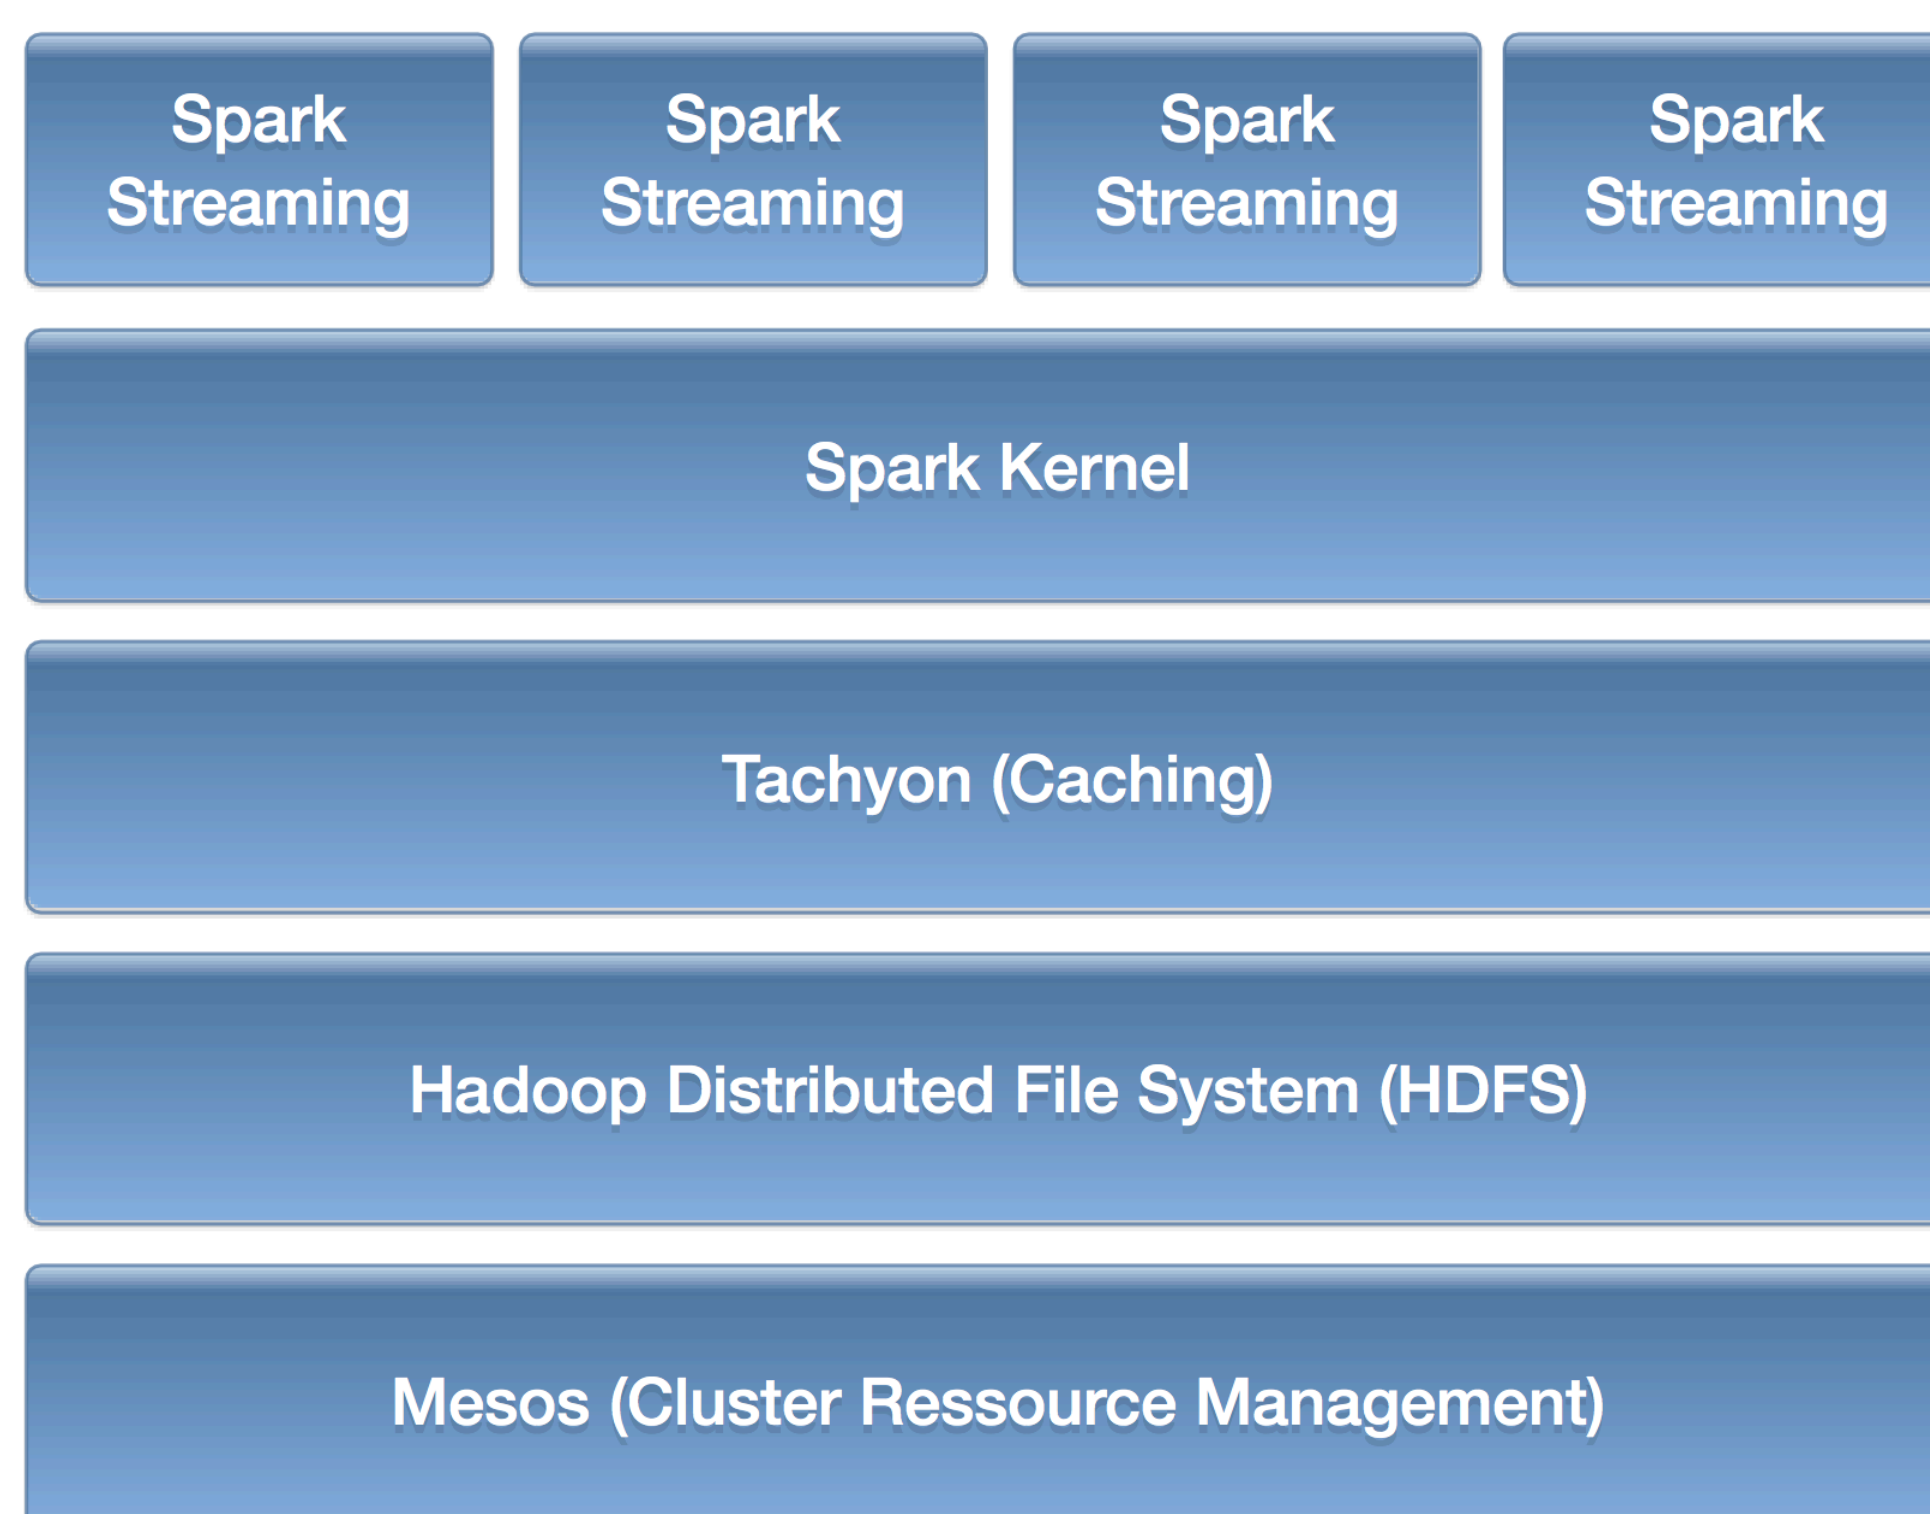 Spark
Streaming
Spark
Streaming
Spark
Streaming
Spark
Streaming
Spark Kernel
Tachyon (Caching)
Hadoop Distributed File System (HDFS)
Mesos (Cluster Ressource Management)